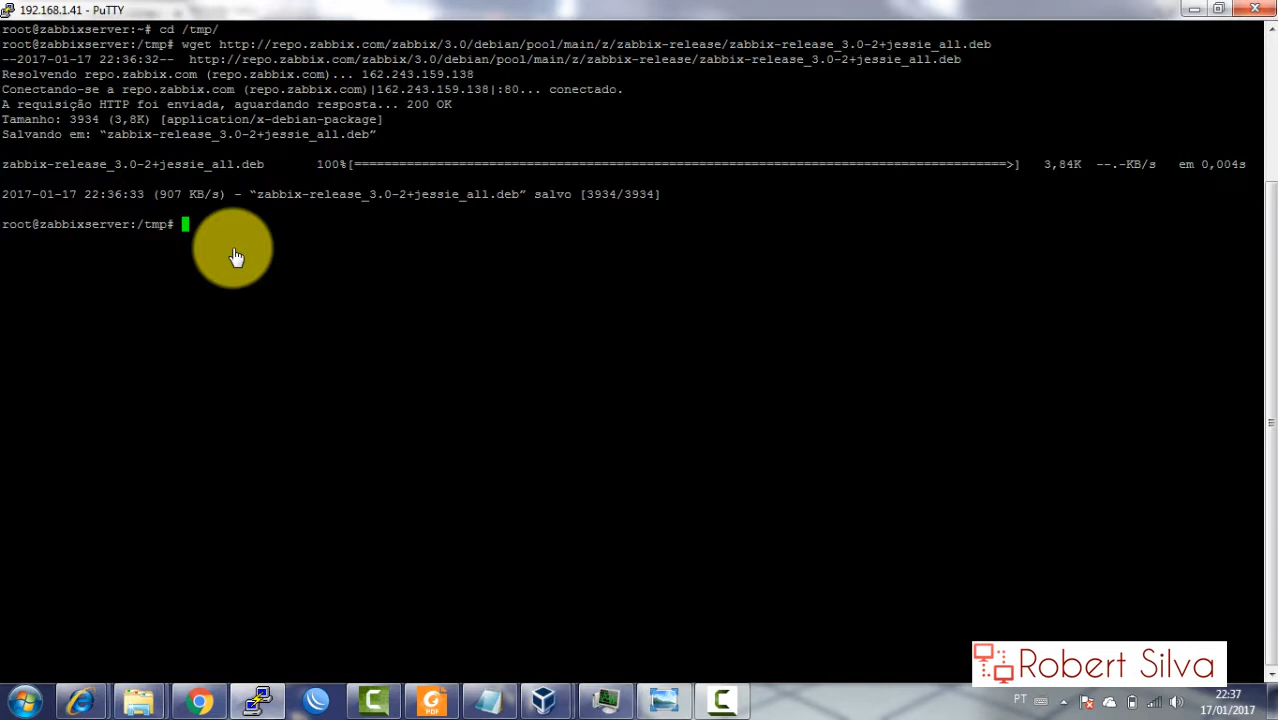 192.168.1.41 - PuTTY
root@zabbixserver:~# cd /tmp/
root@zabbixserver:/tmp# wget http://repo.zabbix.com/zabbix/3.0/debian/pool/main/z/zabbix-release/zabbix-release_3.0-2+jessie_all.deb
--2017-01-17 22:36:32--  http://repo.zabbix.com/zabbix/3.0/debian/pool/main/z/zabbix-release/zabbix-release_3.0-2+jessie_all.deb
Resolvendo repo.zabbix.com (repo.zabbix.com)... 162.243.159.138
Conectando-se a repo.zabbix.com (repo.zabbix.com)|162.243.159.138|:80... conectado.
A requisição HTTP foi enviada, aguardando resposta... 200 OK
Tamanho: 3934 (3,8K) [application/x-debian-package]
Salvando em: “zabbix-release_3.0-2+jessie_all.deb”
zabbix-release_3.0-2+jessie_all.deb 100%[=======================================================================================>] 3,84K --.-KB/s em 0,004s
2017-01-17 22:36:33 (907 KB/s) - “zabbix-release_3.0-2+jessie_all.deb” salvo [3934/3934]
root@zabbixserver:/tmp#
Robert Silva
PDF
PT
22:37
17/01/2017